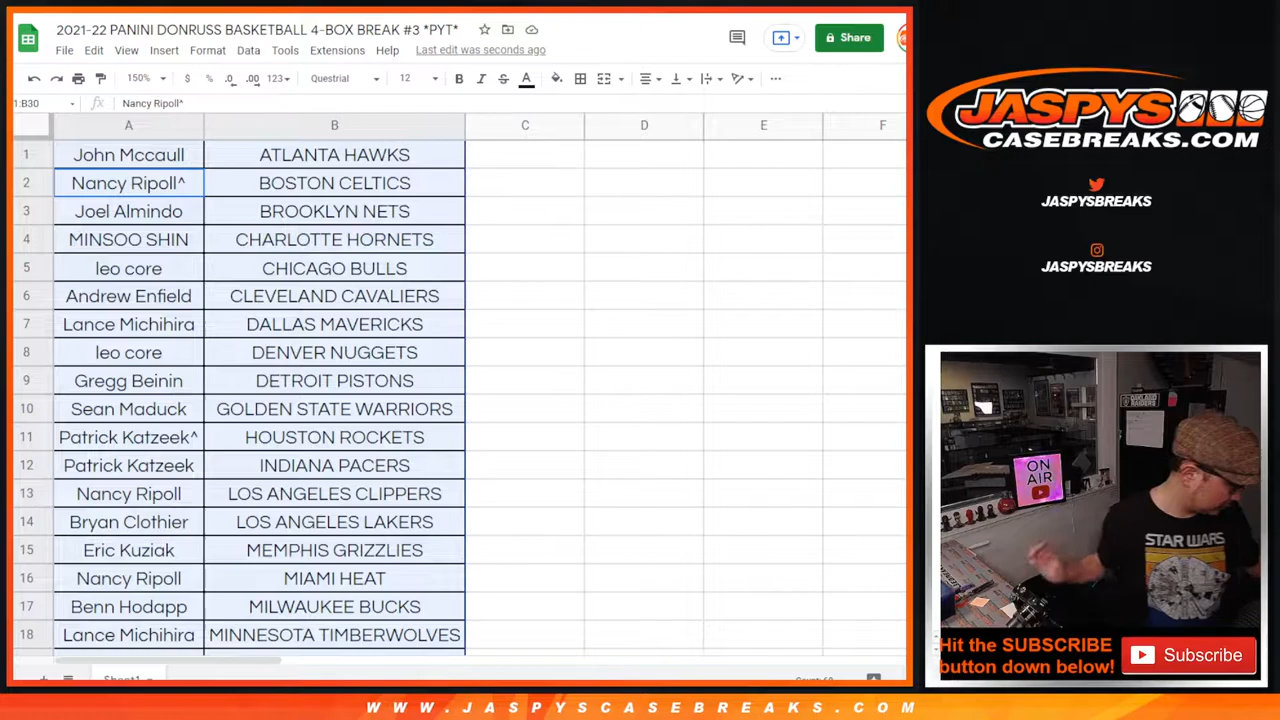 2021-22 PANINI DONRUSS BASKETBALL 4-BOX BREAK #3 *PYT*
File Edit View Insert Format Data Tools Extensions Help Last edit was seconds ago
Share
150% $ % .0 .00 123 Questrial 12 B I S A
1:B30 fx Nancy Ripoll^
A B C D E F
1 John Mccaull ATLANTA HAWKS
2 Nancy Ripoll^ BOSTON CELTICS
3 Joel Almindo BROOKLYN NETS
4 MINSOO SHIN CHARLOTTE HORNETS
5 leo core CHICAGO BULLS
6 Andrew Enfield CLEVELAND CAVALIERS
7 Lance Michihira DALLAS MAVERICKS
8 leo core DENVER NUGGETS
9 Gregg Beinin DETROIT PISTONS
10 Sean Maduck GOLDEN STATE WARRIORS
11 Patrick Katzeek^ HOUSTON ROCKETS
12 Patrick Katzeek INDIANA PACERS
13 Nancy Ripoll LOS ANGELES CLIPPERS
14 Bryan Clothier LOS ANGELES LAKERS
15 Eric Kuziak MEMPHIS GRIZZLIES
16 Nancy Ripoll MIAMI HEAT
17 Benn Hodapp MILWAUKEE BUCKS
18 Lance Michihira MINNESOTA TIMBERWOLVES
Sheet1
JASPYS
CASEBREAKS.COM
JASPYSBREAKS
JASPYSBREAKS
OAKLAND
RAIDERS
ON
AIR
STAR WARS
Hit the SUBSCRIBE
button down below!
Subscribe
WWW.JASPYSCASEBREAKS.COM